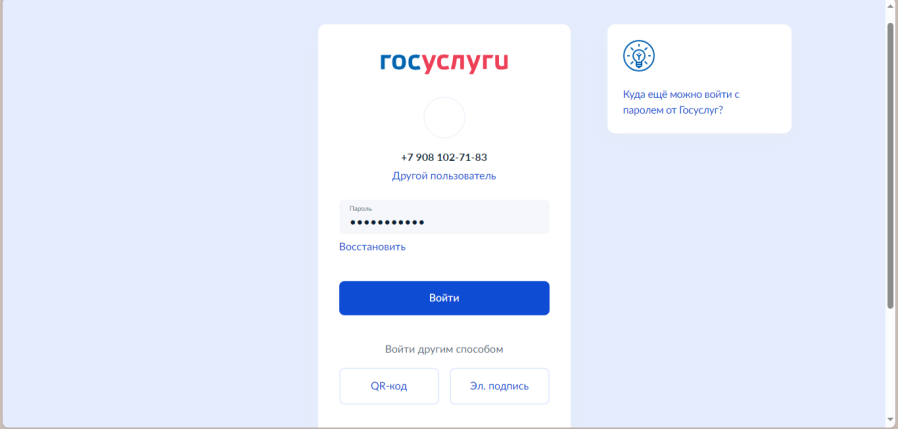 госуслуги
+7 908 102-71-83
Другой пользователь
Пароль
•••••••••••
Восстановить
Войти
Войти другим способом
QR-код
Эл. подпись
Куда ещё можно войти с
паролем от Госуслуг?